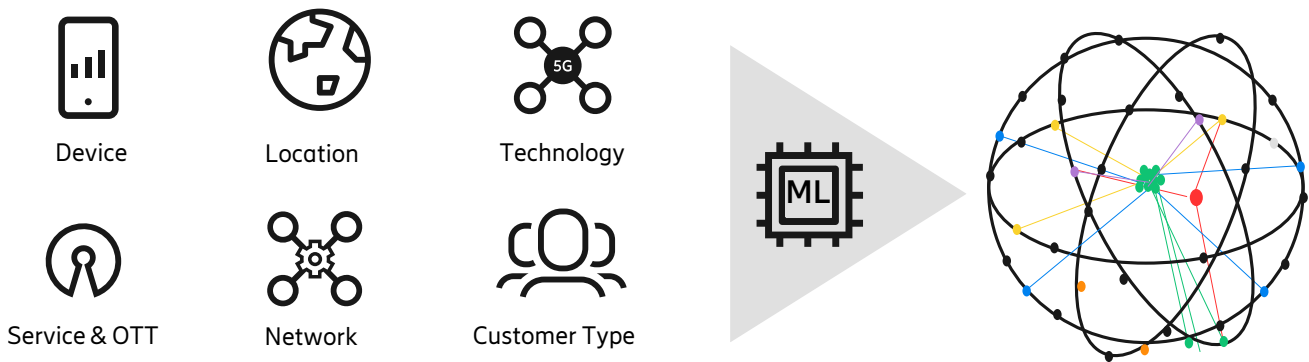 5G
Device
Location
Technology
ML
Service & OTT
Network
Customer Type